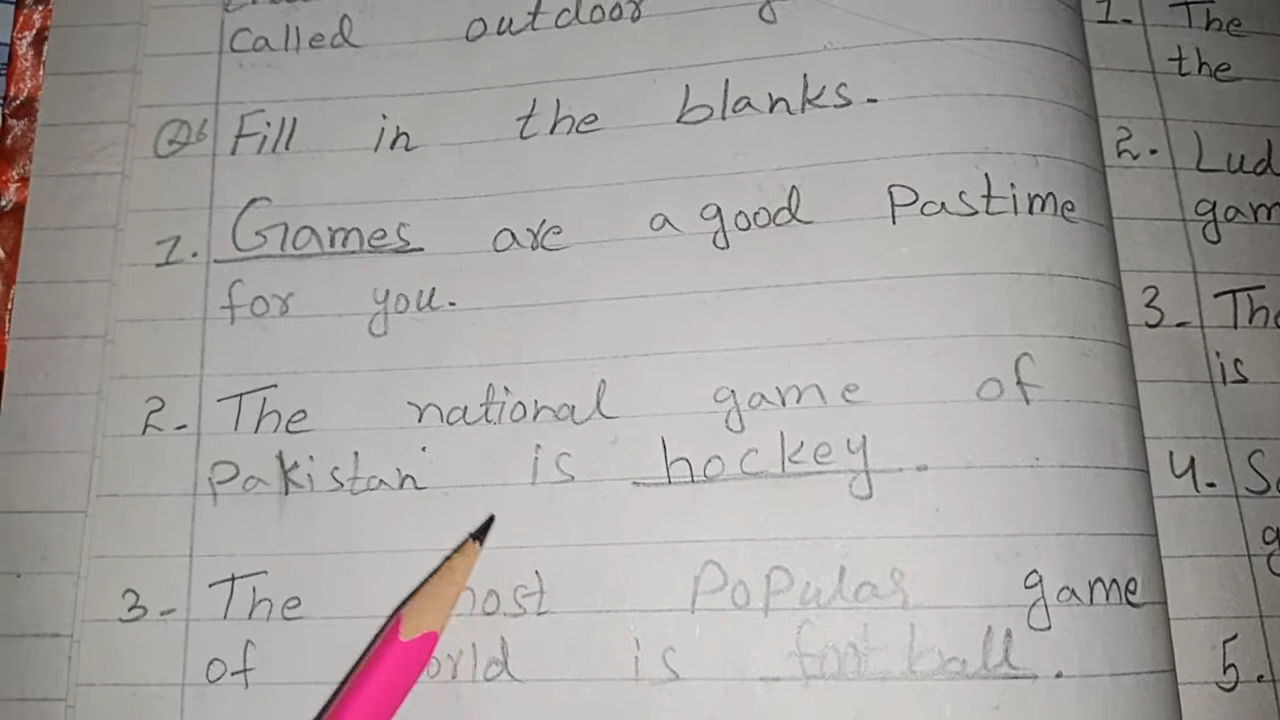 called outdoor g
Q6 Fill in the blanks.
1. Games are a good Pastime
for you.
2. The national game of
Pakistan is hockey.
3. The most Popular game
of world is football.
1. The
the
2. Lud
gam
3. The
is
4. So
g
5.